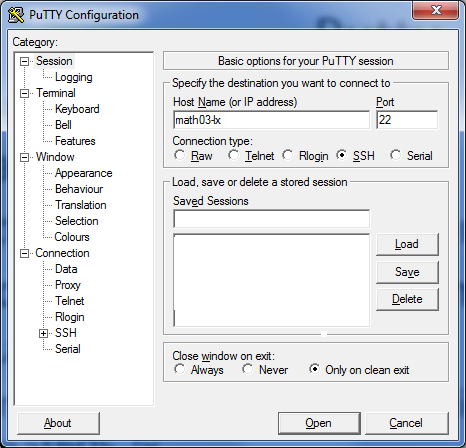 PuTTY Configuration
Category:
Session
Logging
Terminal
Keyboard
Bell
Features
Window
Appearance
Behaviour
Translation
Selection
Colours
Connection
Data
Proxy
Telnet
Rlogin
SSH
Serial
Basic options for your PuTTY session
Specify the destination you want to connect to
Host Name (or IP address) Port
math03-lx 22
Connection type:
Raw Telnet Rlogin SSH Serial
Load, save or delete a stored session
Saved Sessions
Load
Save
Delete
Close window on exit:
Always Never Only on clean exit
About Open Cancel